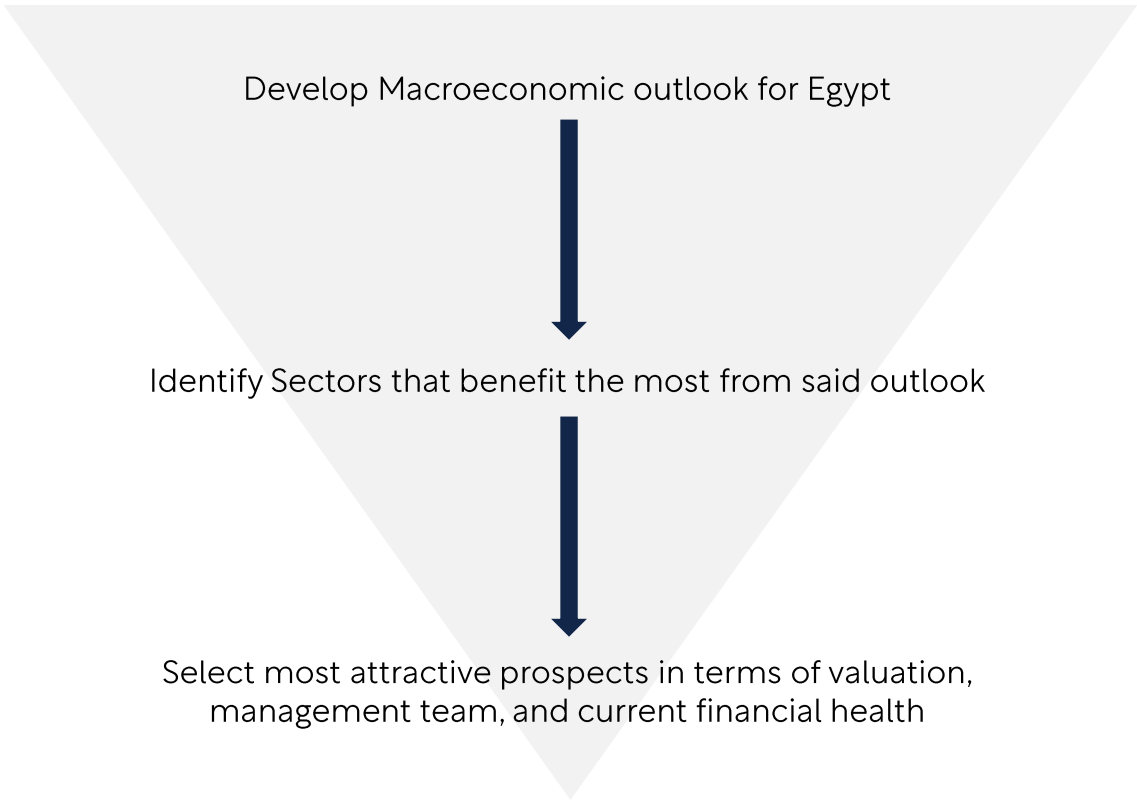 Develop Macroeconomic outlook for Egypt
Identify Sectors that benefit the most from said outlook
Select most attractive prospects in terms of valuation,
management team, and current financial health